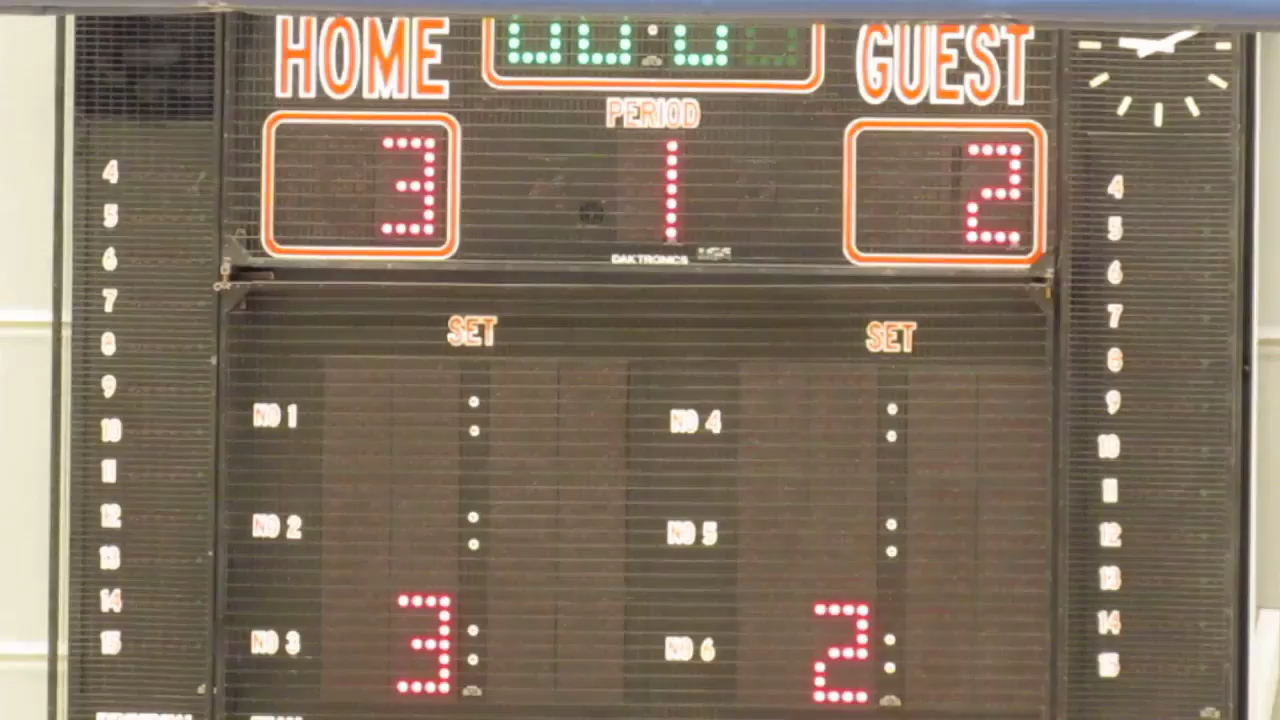 HOME GUEST
PERIOD
3 1 2
DAKTRONICS
SET SET
NO 1 NO 4
NO 2 NO 5
NO 3 3 NO 6 2
4 4
5 5
6 6
7 7
8 8
9 9
10 10
11 11
12 12
13 13
14 14
15 15